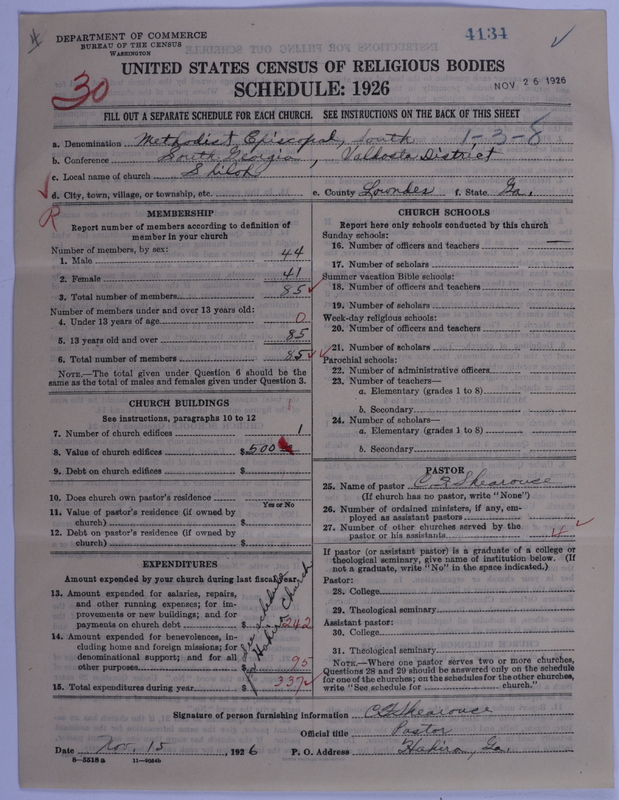 4134
DEPARTMENT OF COMMERCE
BUREAU OF THE CENSUS
WASHINGTON
UNITED STATES CENSUS OF RELIGIOUS BODIES
SCHEDULE: 1926
NOV 26 1926
30
FILL OUT A SEPARATE SCHEDULE FOR EACH CHURCH. SEE INSTRUCTIONS ON THE BACK OF THIS SHEET
a. Denomination Methodist Episcopal, South 1-3-8
b. Conference South Georgia, Valdosta District
c. Local name of church Shiloh
d. City, town, village, or township, etc. e. County Lowndes f. State Ga.
R
MEMBERSHIP
Report number of members according to definition of
member in your church
Number of members, by sex:
1. Male 44
2. Female 41
3. Total number of members 85
Number of members under and over 13 years old:
4. Under 13 years of age 0
5. 13 years old and over 85
6. Total number of members 85
NOTE.—The total given under Question 6 should be
same as the total of males and females given under Question 3.
CHURCH BUILDINGS
See instructions, paragraphs 10 to 12
7. Number of church edifices 1
8. Value of church edifices $500
9. Debt on church edifices $
10. Does church own pastor's residence
Yes or No
11. Value of pastor's residence (if owned by
church) $
12. Debt on pastor's residence (if owned by
church) $
EXPENDITURES
Amount expended by your church during last fiscal year
13. Amount expended for salaries, repairs,
and other running expenses; for im-
provements or new buildings; and for
payments on church debt $242
14. Amount expended for benevolences, in-
cluding home and foreign missions; for
denominational support; and for all
other purposes $95
15. Total expenditures during year $337
See schedule
for Hahira Church
CHURCH SCHOOLS
Report here only schools conducted by this church
Sunday schools:
16. Number of officers and teachers
17. Number of scholars
Summer vacation Bible schools:
18. Number of officers and teachers
19. Number of scholars
Week-day religious schools:
20. Number of officers and teachers
21. Number of scholars
Parochial schools:
22. Number of administrative officers
23. Number of teachers—
a. Elementary (grades 1 to 8)
b. Secondary
24. Number of scholars—
a. Elementary (grades 1 to 8)
b. Secondary
PASTOR
25. Name of pastor C. G. Shearouse
(If church has no pastor, write "None")
26. Number of ordained ministers, if any, em-
ployed as assistant pastors
27. Number of other churches served by the
pastor or his assistants 4
If pastor (or assistant pastor) is a graduate of a college or
theological seminary, give name of institution below. (If
not a graduate, write "No" in the space indicated.)
Pastor:
28. College
29. Theological seminary
Assistant pastor:
30. College
31. Theological seminary
NOTE.—Where one pastor serves two or more churches,
Questions 28 and 29 should be answered only on the schedule
for one of the churches; on the schedules for the other churches,
write "See schedule for church."
Signature of person furnishing information C. G. Shearouse
Official title Pastor
Date Nov. 15, 1926 P. O. Address Hahira, Ga.
8—5518 a 11—9084b